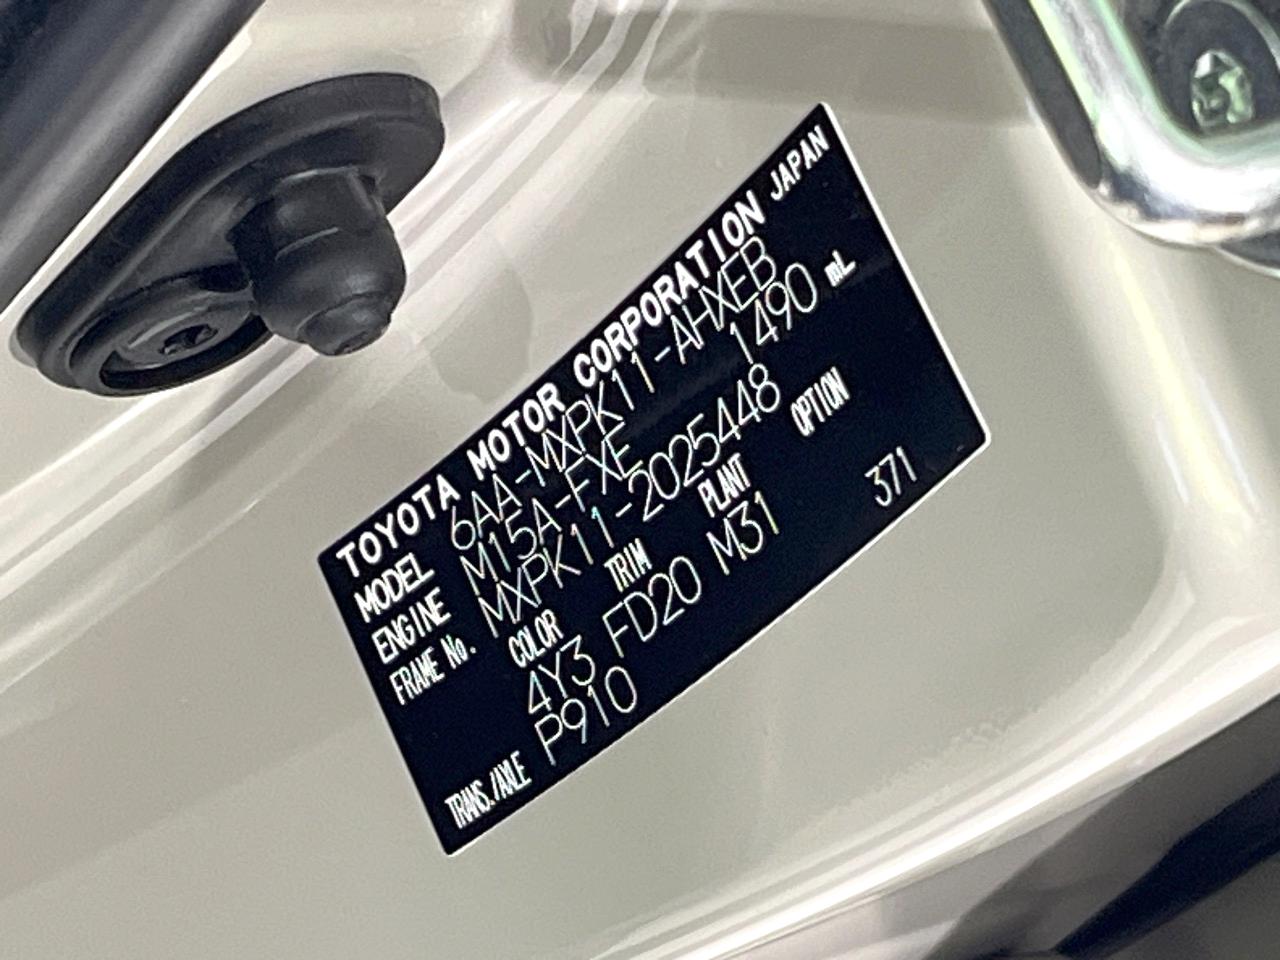 TOYOTA MOTOR CORPORATION JAPAN
MODEL 6AA-MXPK11-AHXEB
ENGINE M15A-FXE 1490 mL
FRAME No. MXPK11-2025448
COLOR TRIM PLANT OPTION
4Y3 FD20 M31
TRANS./AXLE P910 371